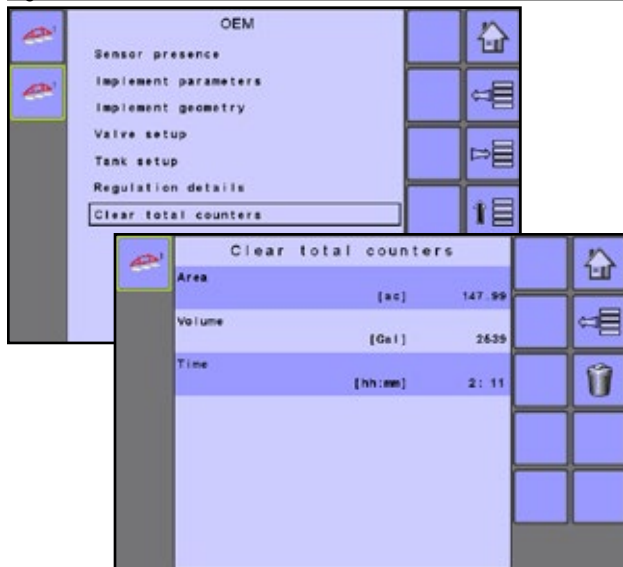 OEM
Sensor presence
Implement parameters
Implement geometry
Valve setup
Tank setup
Regulation details
Clear total counters
Clear total counters
Area
[ac] 147.99
Volume
[Gal] 2639
Time
[hh:mm] 2: 11